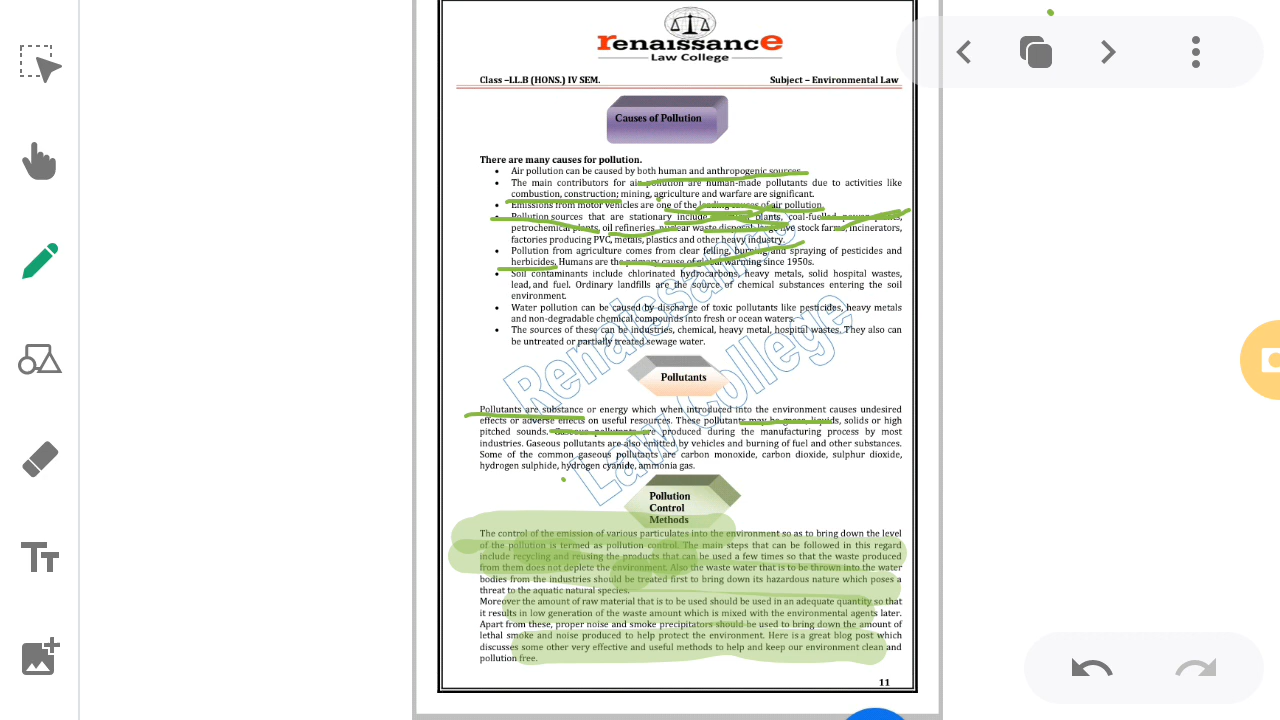 renaissance
Law College
Class –LL.B (HONS.) IV SEM. Subject – Environmental Law
Causes of Pollution
There are many causes for pollution.
• Air pollution can be caused by both human and anthropogenic sources.
• The main contributors for air pollution are human-made pollutants due to activities like
combustion, construction; mining, agriculture and warfare are significant.
• Emissions from motor vehicles are one of the leading causes of air pollution.
• Pollution sources that are stationary include plants, coal-fuelled power
petrochemical plants, oil refineries, nuclear waste disposal, live stock farms, incinerators,
factories producing PVC, metals, plastics and other heavy industry.
• Pollution from agriculture comes from clear felling, burning and spraying of pesticides and
herbicides, Humans are the primary cause of global warming since 1950s.
• Soil contaminants include chlorinated hydrocarbons, heavy metals, solid hospital wastes,
lead, and fuel. Ordinary landfills are the source of chemical substances entering the soil
environment.
• Water pollution can be caused by discharge of toxic pollutants like pesticides, heavy metals
and non-degradable chemical compounds into fresh or ocean waters.
• The sources of these can be industries, chemical, heavy metal, hospital wastes. They also can
be untreated or partially treated sewage water.
Renaissance
Law College
Pollutants
Pollutants are substance or energy which when introduced into the environment causes undesired
effects or adverse effects on useful resources. These pollutants may be gases, liquids, solids or high
pitched sounds. Gaseous pollutants are produced during the manufacturing process by most
industries. Gaseous pollutants are also emitted by vehicles and burning of fuel and other substances.
Some of the common gaseous pollutants are carbon monoxide, carbon dioxide, sulphur dioxide,
hydrogen sulphide, hydrogen cyanide, ammonia gas.
Pollution
Control
Methods
The control of the emission of various particulates into the environment so as to bring down the level
of the pollution is termed as pollution control. The main steps that can be followed in this regard
include recycling and reusing the products that can be used a few times so that the waste produced
from them does not deplete the environment. Also the waste water that is to be thrown into the water
bodies from the industries should be treated first to bring down its hazardous nature which poses a
threat to the aquatic natural species.
Moreover the amount of raw material that is to be used should be used in an adequate quantity so that
it results in low generation of the waste amount which is mixed with the environmental agents later.
Apart from these, proper noise and smoke precipitators should be used to bring down the amount of
lethal smoke and noise produced to help protect the environment. Here is a great blog post which
discusses some other very effective and useful methods to help and keep our environment clean and
pollution free.
11